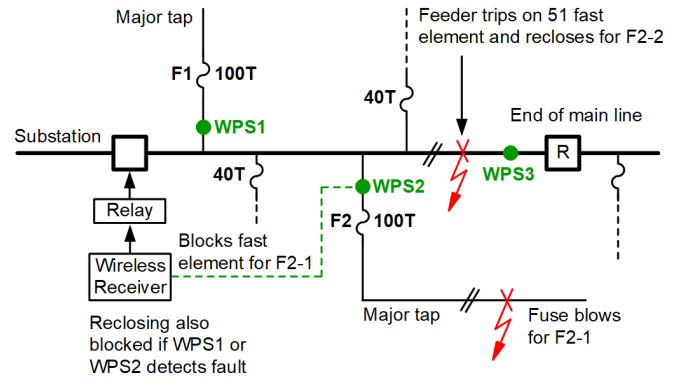 Major tap
Feeder trips on 51 fast
element and recloses for F2-2
F1
100T
40T
WPS1
End of main line
Substation
R
40T
WPS2
WPS3
Relay
F2
100T
Blocks fast
element for F2-1
Wireless
Receiver
Major tap
Fuse blows
for F2-1
Reclosing also
blocked if WPS1 or
WPS2 detects fault